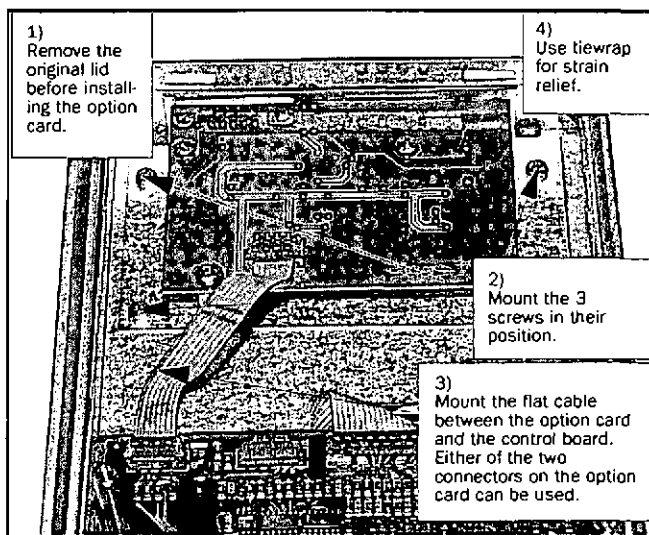 1)
Remove the
original lid
before install-
ing the option
card.
4)
Use tiewrap
for strain
relief.
2)
Mount the 3
screws in their
position.
3)
Mount the flat cable
between the option card
and the control board.
Either of the two
connectors on the option
card can be used.